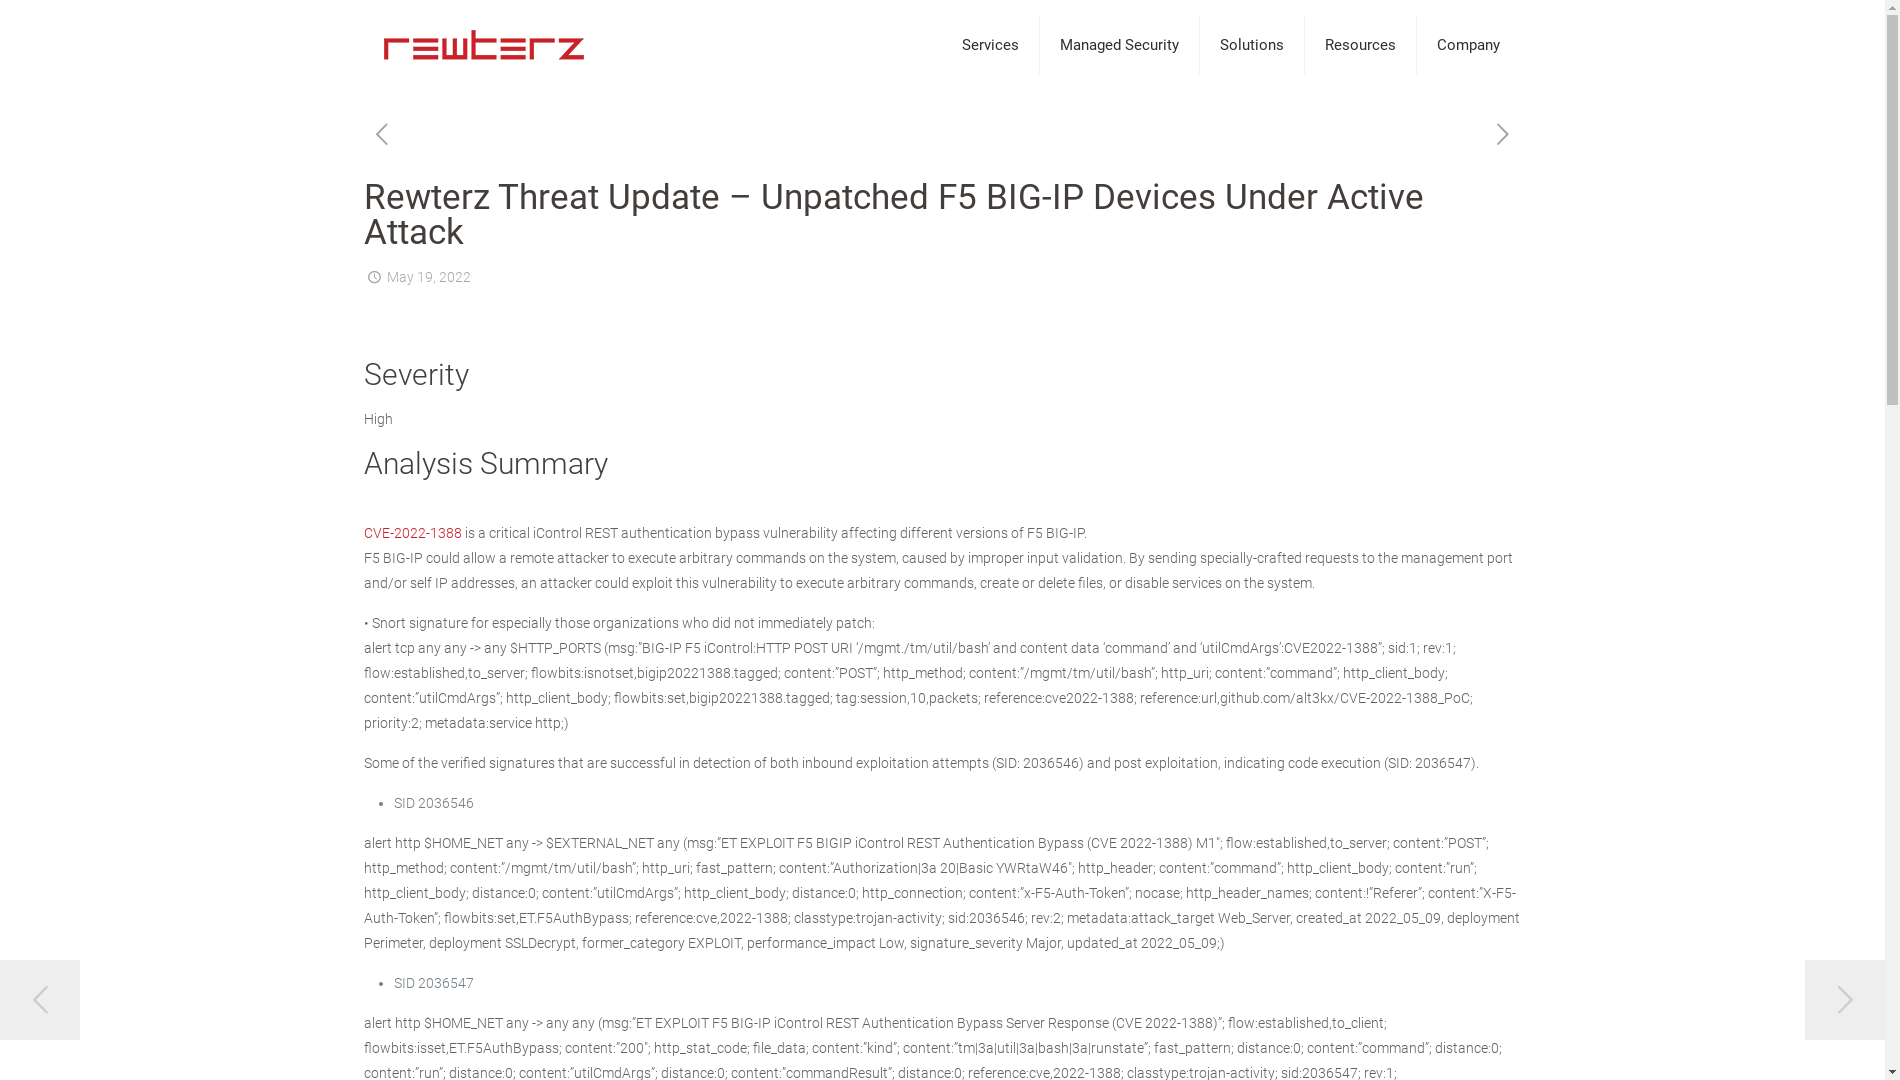 rewterz
Services
Managed Security
Solutions
Resources
Company
Rewterz Threat Update – Unpatched F5 BIG-IP Devices Under Active
Attack
May 19, 2022
Severity
High
Analysis Summary
CVE-2022-1388 is a critical iControl REST authentication bypass vulnerability affecting different versions of F5 BIG-IP.
F5 BIG-IP could allow a remote attacker to execute arbitrary commands on the system, caused by improper input validation. By sending specially-crafted requests to the management port
and/or self IP addresses, an attacker could exploit this vulnerability to execute arbitrary commands, create or delete files, or disable services on the system.
• Snort signature for especially those organizations who did not immediately patch:
alert tcp any any -> any $HTTP_PORTS (msg:”BIG-IP F5 iControl:HTTP POST URI ‘/mgmt./tm/util/bash’ and content data ‘command’ and ‘utilCmdArgs’:CVE2022-1388”; sid:1; rev:1;
flow:established,to_server; flowbits:isnotset,bigip20221388.tagged; content:”POST”; http_method; content:”/mgmt/tm/util/bash”; http_uri; content:”command”; http_client_body;
content:”utilCmdArgs”; http_client_body; flowbits:set,bigip20221388.tagged; tag:session,10,packets; reference:cve2022-1388; reference:url,github.com/alt3kx/CVE-2022-1388_PoC;
priority:2; metadata:service http;)
Some of the verified signatures that are successful in detection of both inbound exploitation attempts (SID: 2036546) and post exploitation, indicating code execution (SID: 2036547).
• SID 2036546
alert http $HOME_NET any -> $EXTERNAL_NET any (msg:”ET EXPLOIT F5 BIGIP iControl REST Authentication Bypass (CVE 2022-1388) M1″; flow:established,to_server; content:”POST”;
http_method; content:”/mgmt/tm/util/bash”; http_uri; fast_pattern; content:”Authorization|3a 20|Basic YWRtaW46″; http_header; content:”command”; http_client_body; content:”run”;
http_client_body; distance:0; content:”utilCmdArgs”; http_client_body; distance:0; http_connection; content:”x-F5-Auth-Token”; nocase; http_header_names; content:!”Referer”; content:”X-F5-
Auth-Token”; flowbits:set,ET.F5AuthBypass; reference:cve,2022-1388; classtype:trojan-activity; sid:2036546; rev:2; metadata:attack_target Web_Server, created_at 2022_05_09, deployment
Perimeter, deployment SSLDecrypt, former_category EXPLOIT, performance_impact Low, signature_severity Major, updated_at 2022_05_09;)
• SID 2036547
alert http $HOME_NET any -> any any (msg:”ET EXPLOIT F5 BIG-IP iControl REST Authentication Bypass Server Response (CVE 2022-1388)”; flow:established,to_client;
flowbits:isset,ET.F5AuthBypass; content:”200″; http_stat_code; file_data; content:”kind”; content:”tm|3a|util|3a|bash|3a|runstate”; fast_pattern; distance:0; content:”command”; distance:0;
content:”run”; distance:0; content:”utilCmdArgs”; distance:0; content:”commandResult”; distance:0; reference:cve,2022-1388; classtype:trojan-activity; sid:2036547; rev:1;